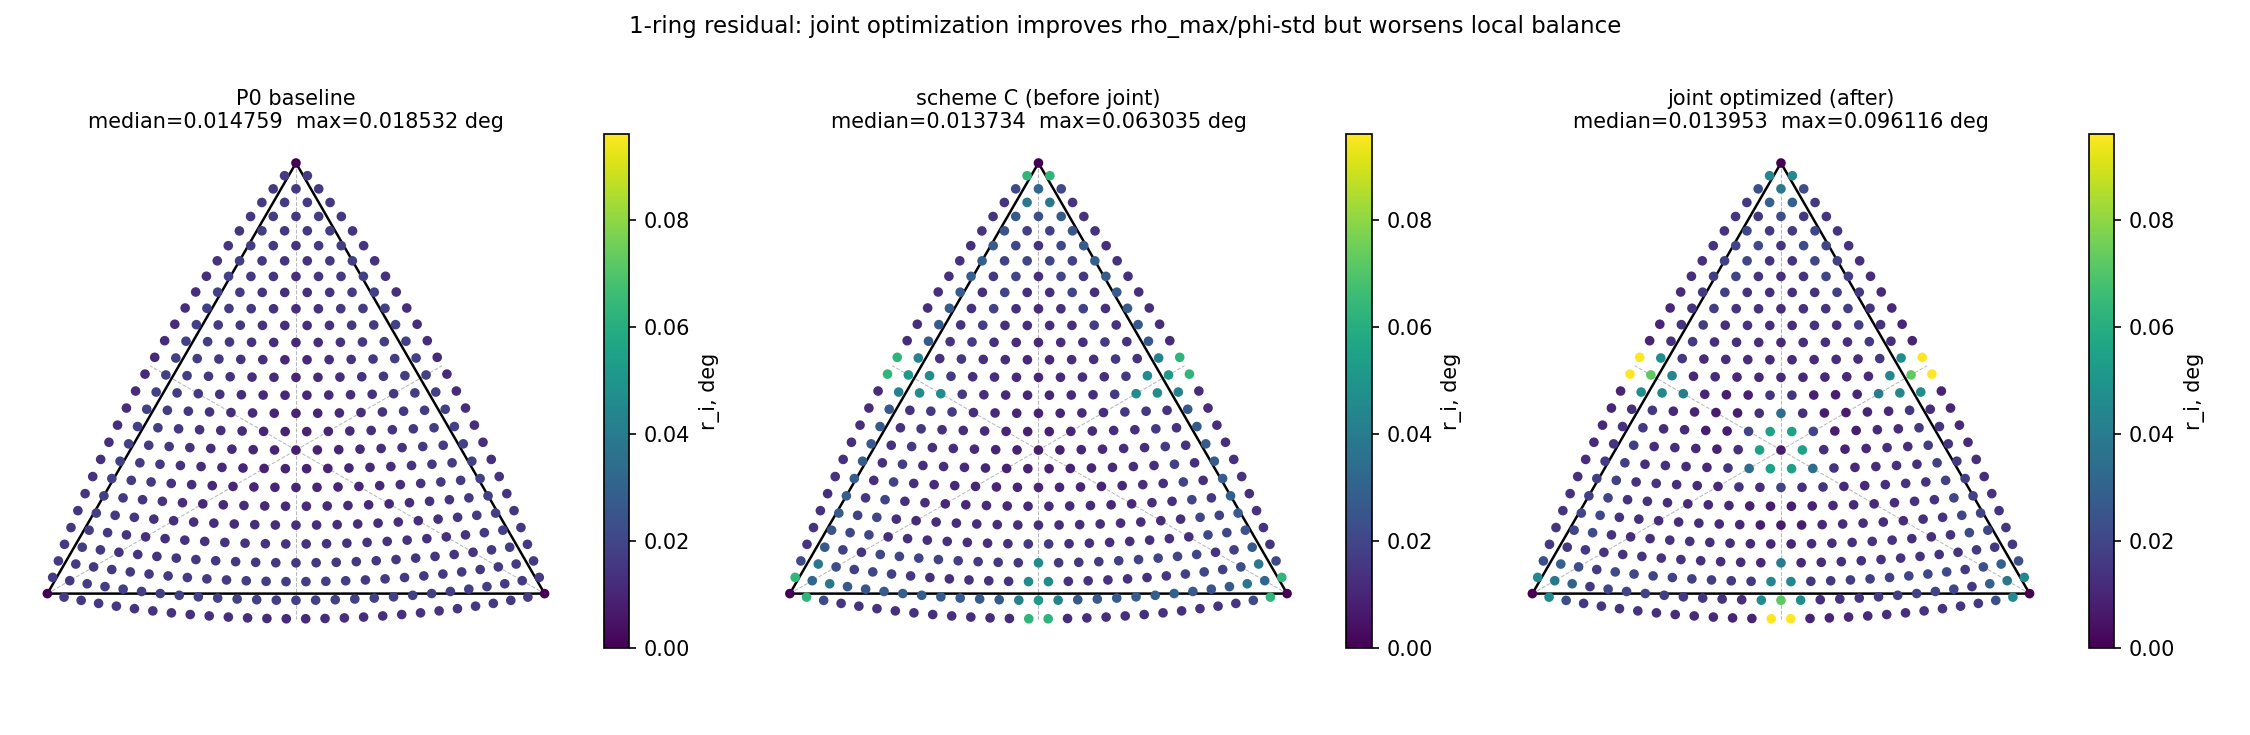 1-ring residual: joint optimization improves rho_max/phi-std but worsens local balance
P0 baseline
median=0.014759  max=0.018532 deg
0.08
0.06
0.04
0.02
0.00
r_i, deg
scheme C (before joint)
median=0.013734  max=0.063035 deg
0.08
0.06
0.04
0.02
0.00
r_i, deg
joint optimized (after)
median=0.013953  max=0.096116 deg
0.08
0.06
0.04
0.02
0.00
r_i, deg